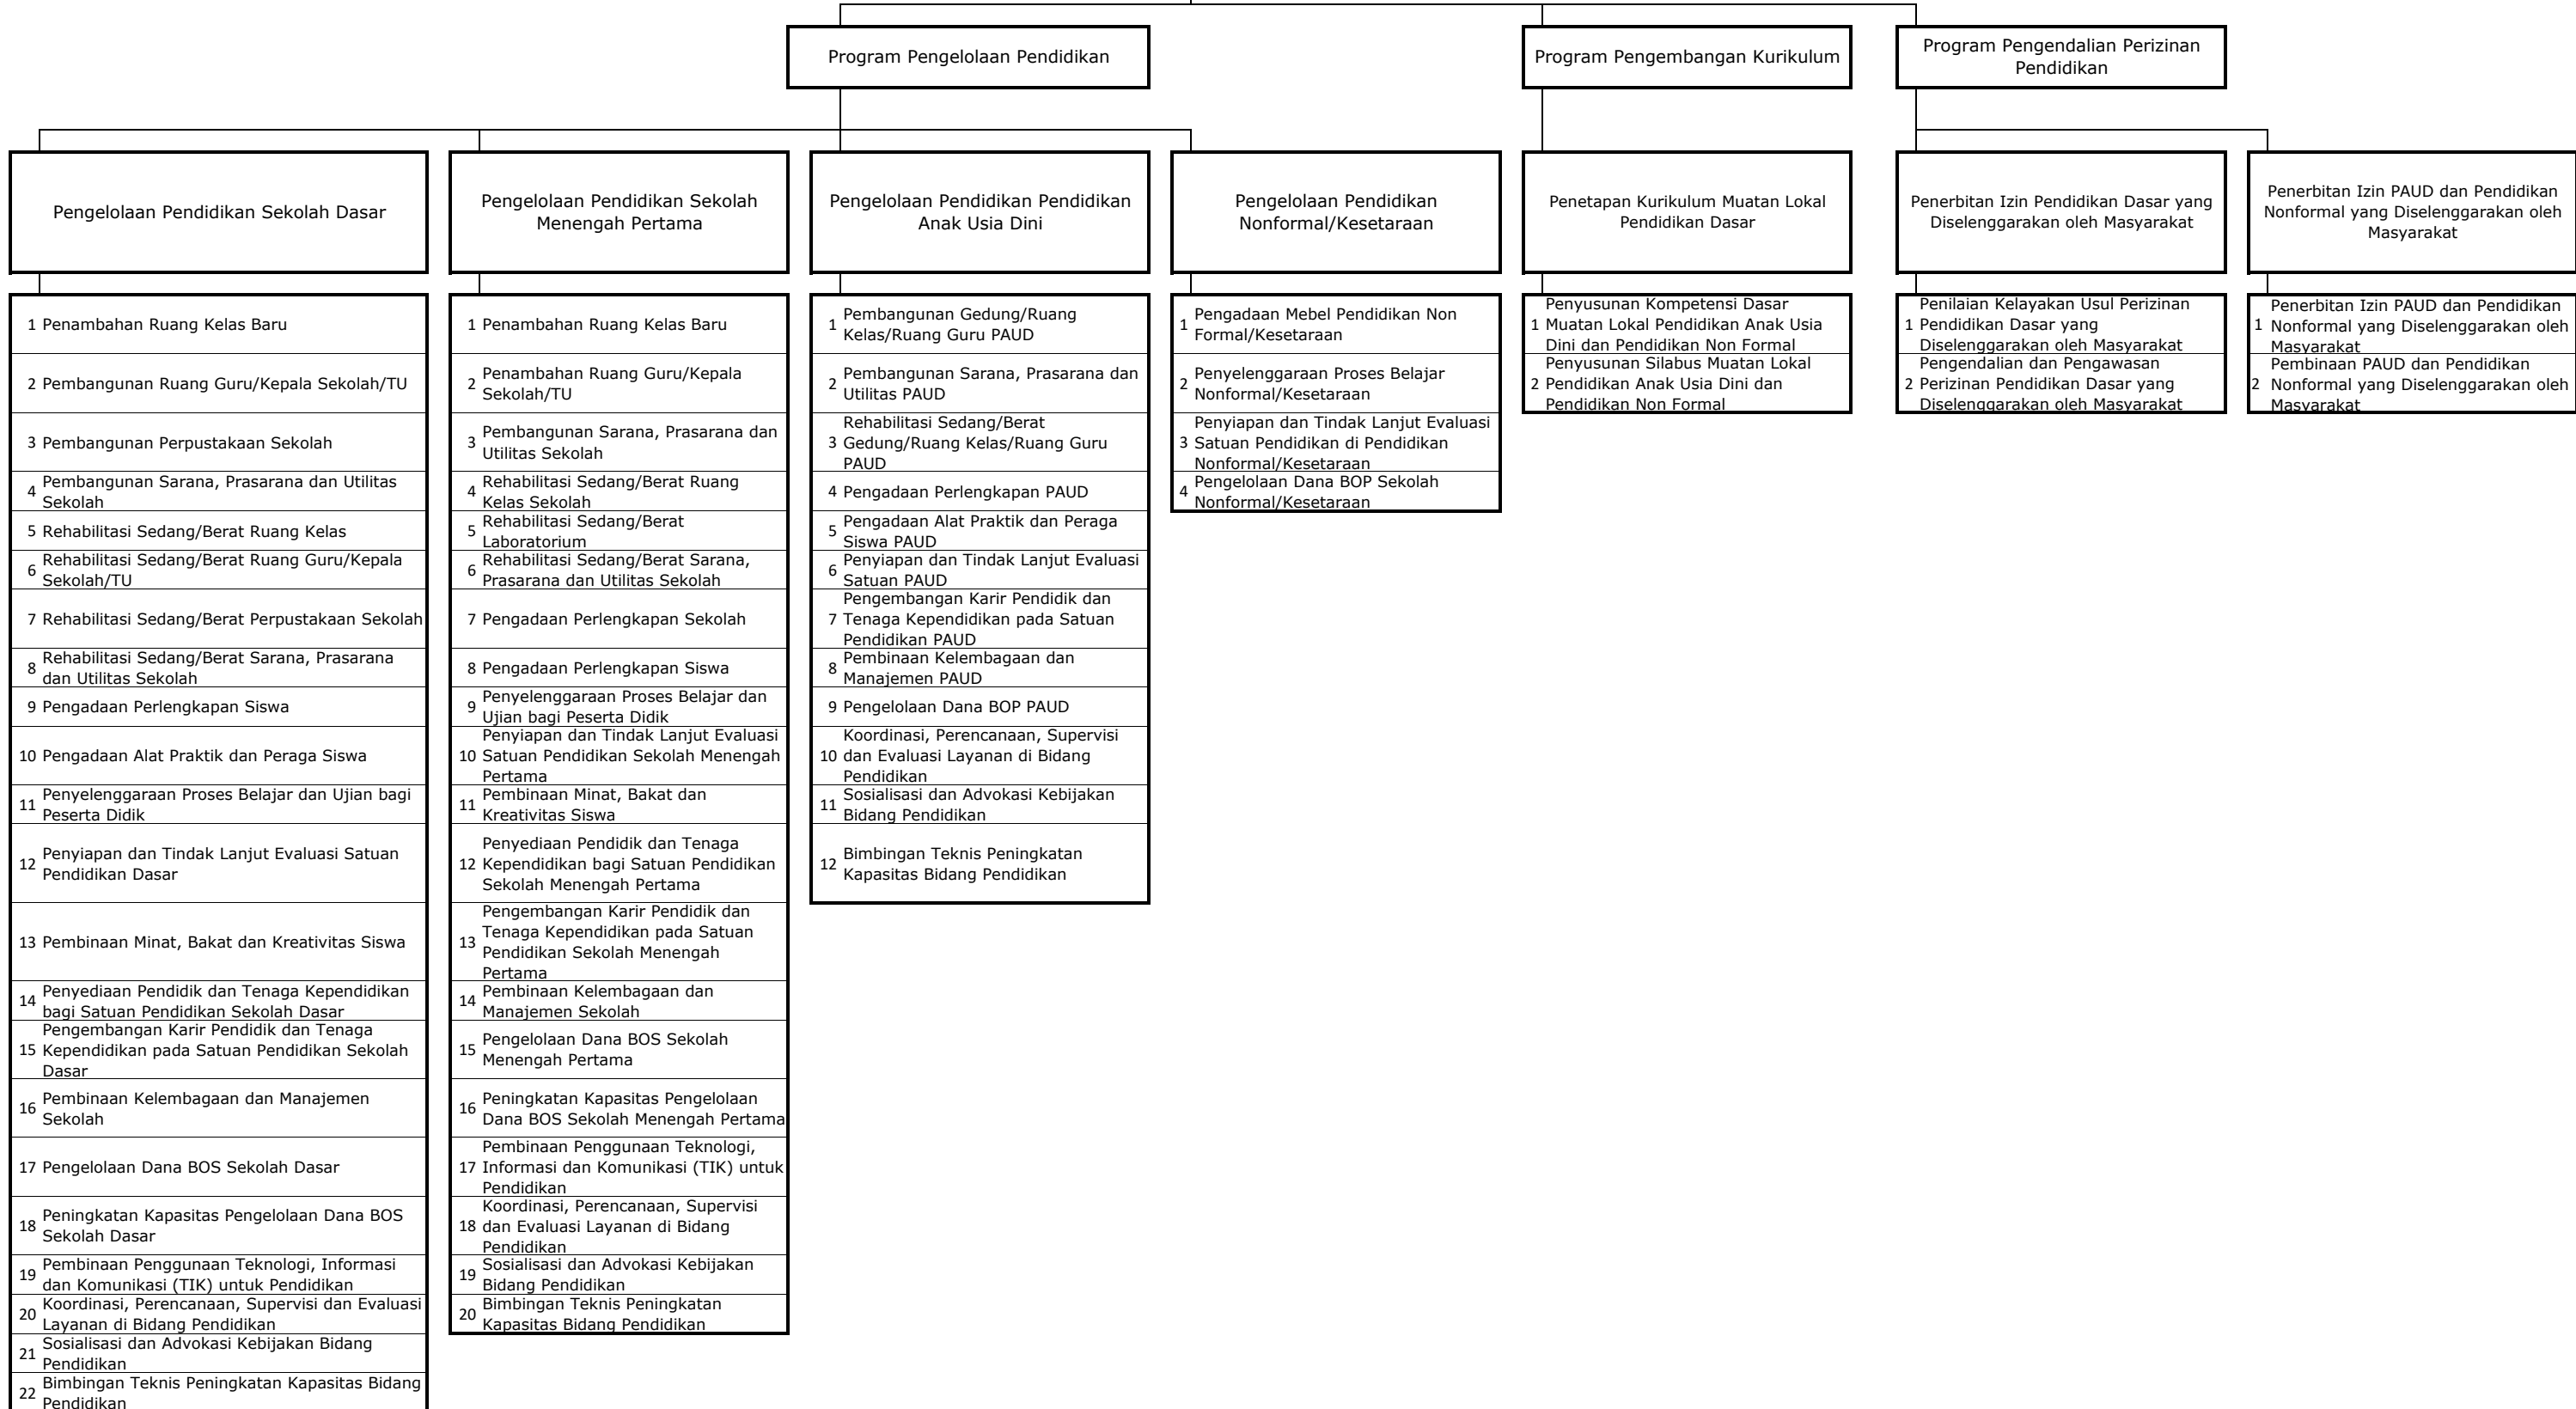 Program Pengelolaan Pendidikan
Program Pengembangan Kurikulum
Program Pengendalian Perizinan
Pendidikan
Pengelolaan Pendidikan Sekolah Dasar
Pengelolaan Pendidikan Sekolah
Menengah Pertama
Pengelolaan Pendidikan Pendidikan
Anak Usia Dini
Pengelolaan Pendidikan
Nonformal/Kesetaraan
Penetapan Kurikulum Muatan Lokal
Pendidikan Dasar
Penerbitan Izin Pendidikan Dasar yang
Diselenggarakan oleh Masyarakat
Penerbitan Izin PAUD dan Pendidikan
Nonformal yang Diselenggarakan oleh
Masyarakat
1 Penambahan Ruang Kelas Baru
2 Pembangunan Ruang Guru/Kepala Sekolah/TU
3 Pembangunan Perpustakaan Sekolah
4 Pembangunan Sarana, Prasarana dan Utilitas
Sekolah
5 Rehabilitasi Sedang/Berat Ruang Kelas
6 Rehabilitasi Sedang/Berat Ruang Guru/Kepala
Sekolah/TU
7 Rehabilitasi Sedang/Berat Perpustakaan Sekolah
8 Rehabilitasi Sedang/Berat Sarana, Prasarana
dan Utilitas Sekolah
9 Pengadaan Perlengkapan Siswa
10 Pengadaan Alat Praktik dan Peraga Siswa
11 Penyelenggaraan Proses Belajar dan Ujian bagi
Peserta Didik
12 Penyiapan dan Tindak Lanjut Evaluasi Satuan
Pendidikan Dasar
13 Pembinaan Minat, Bakat dan Kreativitas Siswa
14 Penyediaan Pendidik dan Tenaga Kependidikan
bagi Satuan Pendidikan Sekolah Dasar
Pengembangan Karir Pendidik dan Tenaga
15 Kependidikan pada Satuan Pendidikan Sekolah
Dasar
16 Pembinaan Kelembagaan dan Manajemen
Sekolah
17 Pengelolaan Dana BOS Sekolah Dasar
18 Peningkatan Kapasitas Pengelolaan Dana BOS
Sekolah Dasar
19 Pembinaan Penggunaan Teknologi, Informasi
dan Komunikasi (TIK) untuk Pendidikan
20 Koordinasi, Perencanaan, Supervisi dan Evaluasi
Layanan di Bidang Pendidikan
21 Sosialisasi dan Advokasi Kebijakan Bidang
Pendidikan
22 Bimbingan Teknis Peningkatan Kapasitas Bidang
Pendidikan
1 Penambahan Ruang Kelas Baru
2 Penambahan Ruang Guru/Kepala
Sekolah/TU
3 Pembangunan Sarana, Prasarana dan
Utilitas Sekolah
4 Rehabilitasi Sedang/Berat Ruang
Kelas Sekolah
5 Rehabilitasi Sedang/Berat
Laboratorium
6 Rehabilitasi Sedang/Berat Sarana,
Prasarana dan Utilitas Sekolah
7 Pengadaan Perlengkapan Sekolah
8 Pengadaan Perlengkapan Siswa
9 Penyelenggaraan Proses Belajar dan
Ujian bagi Peserta Didik
Penyiapan dan Tindak Lanjut Evaluasi
10 Satuan Pendidikan Sekolah Menengah
Pertama
11 Pembinaan Minat, Bakat dan
Kreativitas Siswa
Penyediaan Pendidik dan Tenaga
12 Kependidikan bagi Satuan Pendidikan
Sekolah Menengah Pertama
Pengembangan Karir Pendidik dan
13 Tenaga Kependidikan pada Satuan
Pendidikan Sekolah Menengah
Pertama
14 Pembinaan Kelembagaan dan
Manajemen Sekolah
15 Pengelolaan Dana BOS Sekolah
Menengah Pertama
16 Peningkatan Kapasitas Pengelolaan
Dana BOS Sekolah Menengah Pertama
Pembinaan Penggunaan Teknologi,
17 Informasi dan Komunikasi (TIK) untuk
Pendidikan
Koordinasi, Perencanaan, Supervisi
18 dan Evaluasi Layanan di Bidang
Pendidikan
19 Sosialisasi dan Advokasi Kebijakan
Bidang Pendidikan
20 Bimbingan Teknis Peningkatan
Kapasitas Bidang Pendidikan
1 Pembangunan Gedung/Ruang
Kelas/Ruang Guru PAUD
2 Pembangunan Sarana, Prasarana dan
Utilitas PAUD
Rehabilitasi Sedang/Berat
3 Gedung/Ruang Kelas/Ruang Guru
PAUD
4 Pengadaan Perlengkapan PAUD
5 Pengadaan Alat Praktik dan Peraga
Siswa PAUD
6 Penyiapan dan Tindak Lanjut Evaluasi
Satuan PAUD
Pengembangan Karir Pendidik dan
7 Tenaga Kependidikan pada Satuan
Pendidikan PAUD
8 Pembinaan Kelembagaan dan
Manajemen PAUD
9 Pengelolaan Dana BOP PAUD
Koordinasi, Perencanaan, Supervisi
10 dan Evaluasi Layanan di Bidang
Pendidikan
11 Sosialisasi dan Advokasi Kebijakan
Bidang Pendidikan
12 Bimbingan Teknis Peningkatan
Kapasitas Bidang Pendidikan
1 Pengadaan Mebel Pendidikan Non
Formal/Kesetaraan
2 Penyelenggaraan Proses Belajar
Nonformal/Kesetaraan
Penyiapan dan Tindak Lanjut Evaluasi
3 Satuan Pendidikan di Pendidikan
Nonformal/Kesetaraan
4 Pengelolaan Dana BOP Sekolah
Nonformal/Kesetaraan
Penyusunan Kompetensi Dasar
1 Muatan Lokal Pendidikan Anak Usia
Dini dan Pendidikan Non Formal
Penyusunan Silabus Muatan Lokal
2 Pendidikan Anak Usia Dini dan
Pendidikan Non Formal
Penilaian Kelayakan Usul Perizinan
1 Pendidikan Dasar yang
Diselenggarakan oleh Masyarakat
Pengendalian dan Pengawasan
2 Perizinan Pendidikan Dasar yang
Diselenggarakan oleh Masyarakat
Penerbitan Izin PAUD dan Pendidikan
1 Nonformal yang Diselenggarakan oleh
Masyarakat
Pembinaan PAUD dan Pendidikan
2 Nonformal yang Diselenggarakan oleh
Masyarakat